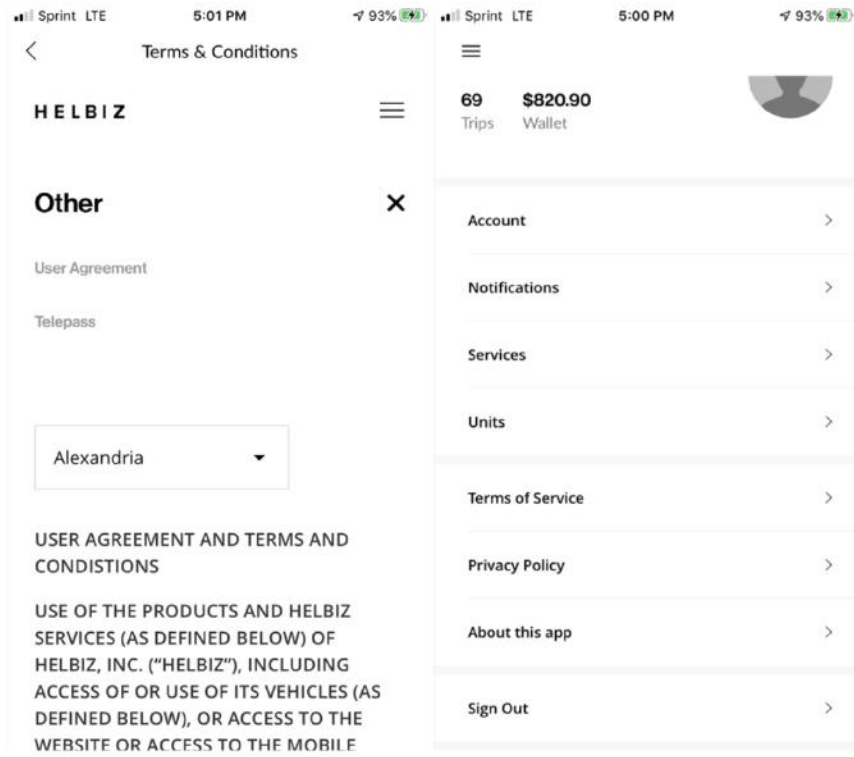 Sprint LTE 5:01 PM 93%
Terms & Conditions
HELBIZ
Other
User Agreement
Telepass
Alexandria
USER AGREEMENT AND TERMS AND
CONDISTIONS
USE OF THE PRODUCTS AND HELBIZ
SERVICES (AS DEFINED BELOW) OF
HELBIZ, INC. (“HELBIZ”), INCLUDING
ACCESS OF OR USE OF ITS VEHICLES (AS
DEFINED BELOW), OR ACCESS TO THE
WEBSITE OR ACCESS TO THE MOBILE
Sprint LTE 5:00 PM 93%
69 $820.90
Trips Wallet
Account
Notifications
Services
Units
Terms of Service
Privacy Policy
About this app
Sign Out